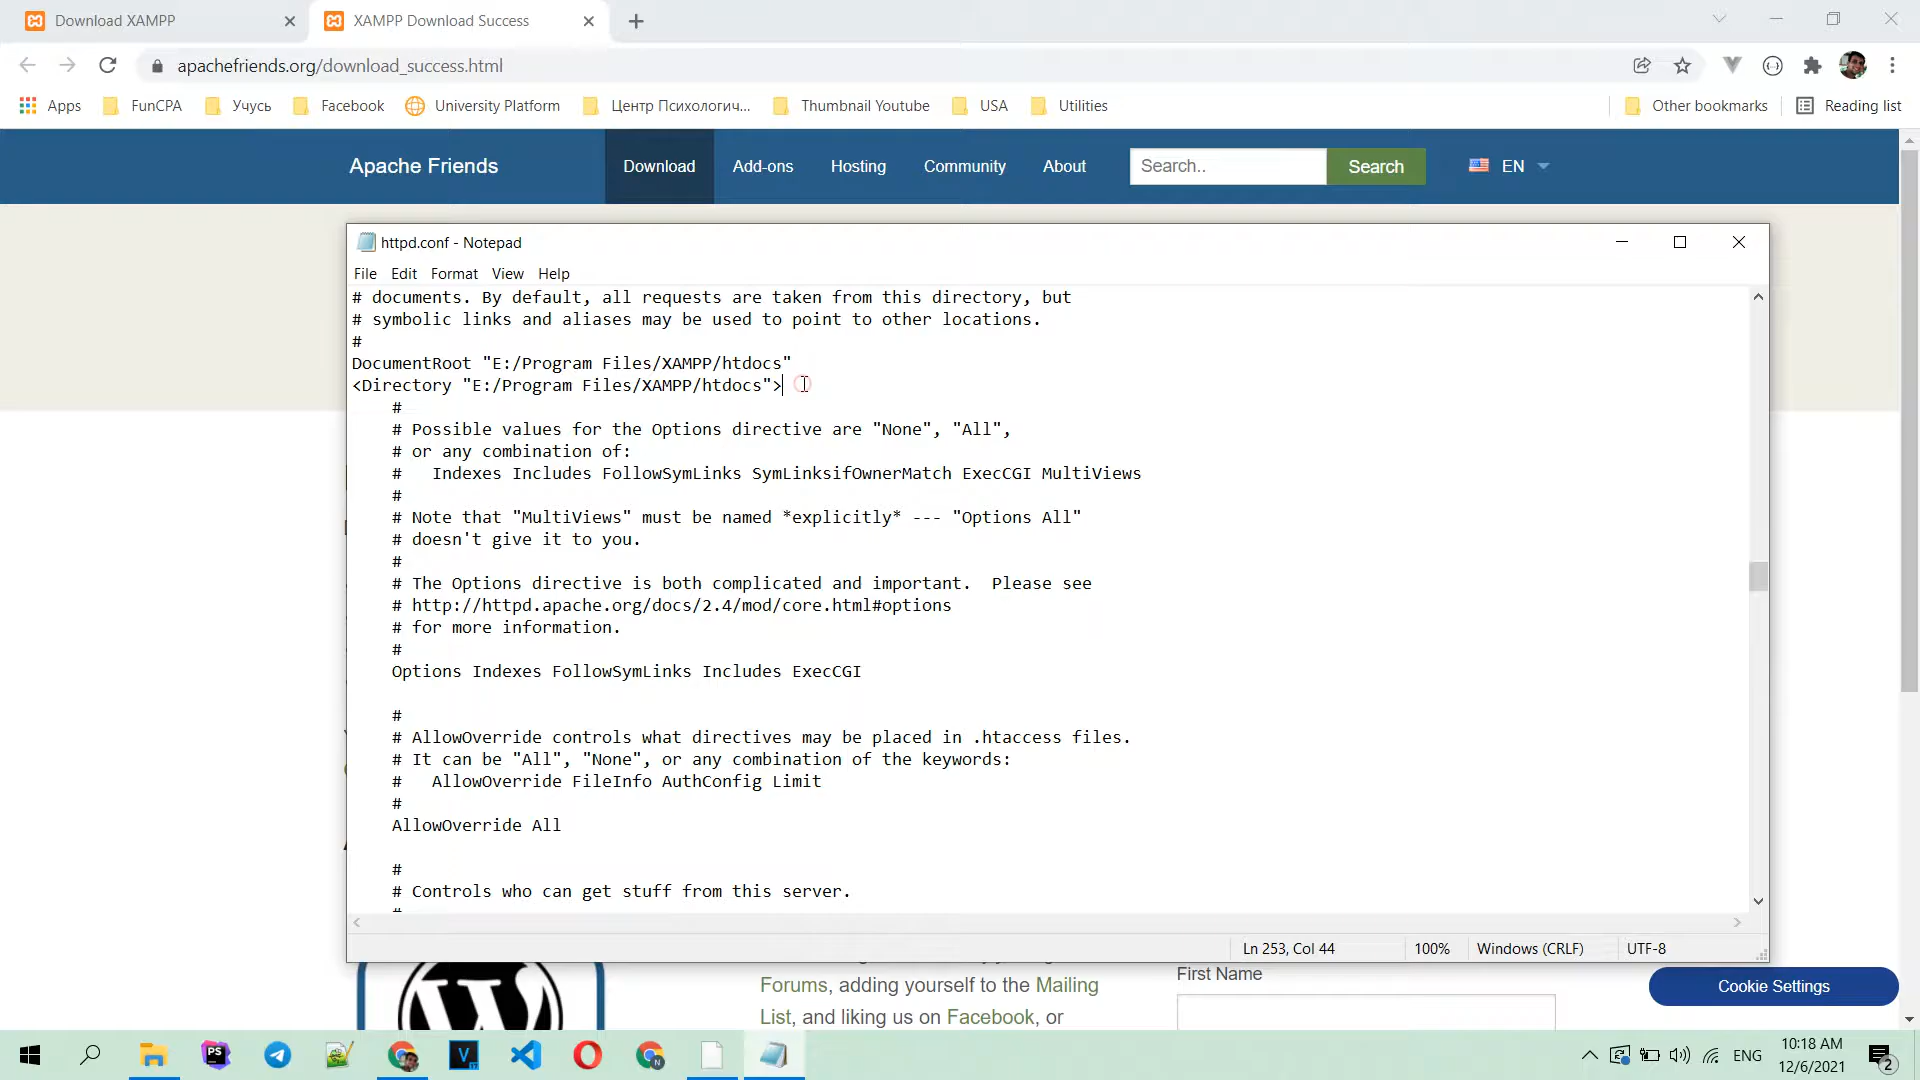 Download XAMPP
XAMPP Download Success
apachefriends.org/download_success.html
Apps
FunCPA
Учусь
Facebook
University Platform
Центр Психологич...
Thumbnail Youtube
USA
Utilities
Other bookmarks
Reading list
Apache Friends
Download
Add-ons
Hosting
Community
About
Search..
Search
EN
httpd.conf - Notepad
File Edit Format View Help
# documents. By default, all requests are taken from this directory, but
# symbolic links and aliases may be used to point to other locations.
#
DocumentRoot "E:/Program Files/XAMPP/htdocs"
<Directory "E:/Program Files/XAMPP/htdocs">
#
# Possible values for the Options directive are "None", "All",
# or any combination of:
#   Indexes Includes FollowSymLinks SymLinksifOwnerMatch ExecCGI MultiViews
#
# Note that "MultiViews" must be named *explicitly* --- "Options All"
# doesn't give it to you.
#
# The Options directive is both complicated and important.  Please see
# http://httpd.apache.org/docs/2.4/mod/core.html#options
# for more information.
#
Options Indexes FollowSymLinks Includes ExecCGI
#
# AllowOverride controls what directives may be placed in .htaccess files.
# It can be "All", "None", or any combination of the keywords:
#   AllowOverride FileInfo AuthConfig Limit
#
AllowOverride All
#
# Controls who can get stuff from this server.
#
Ln 253, Col 44
100%
Windows (CRLF)
UTF-8
Forums, adding yourself to the Mailing
List, and liking us on Facebook, or
First Name
Cookie Settings
PS
V
N
ENG
10:18 AM
12/6/2021
2